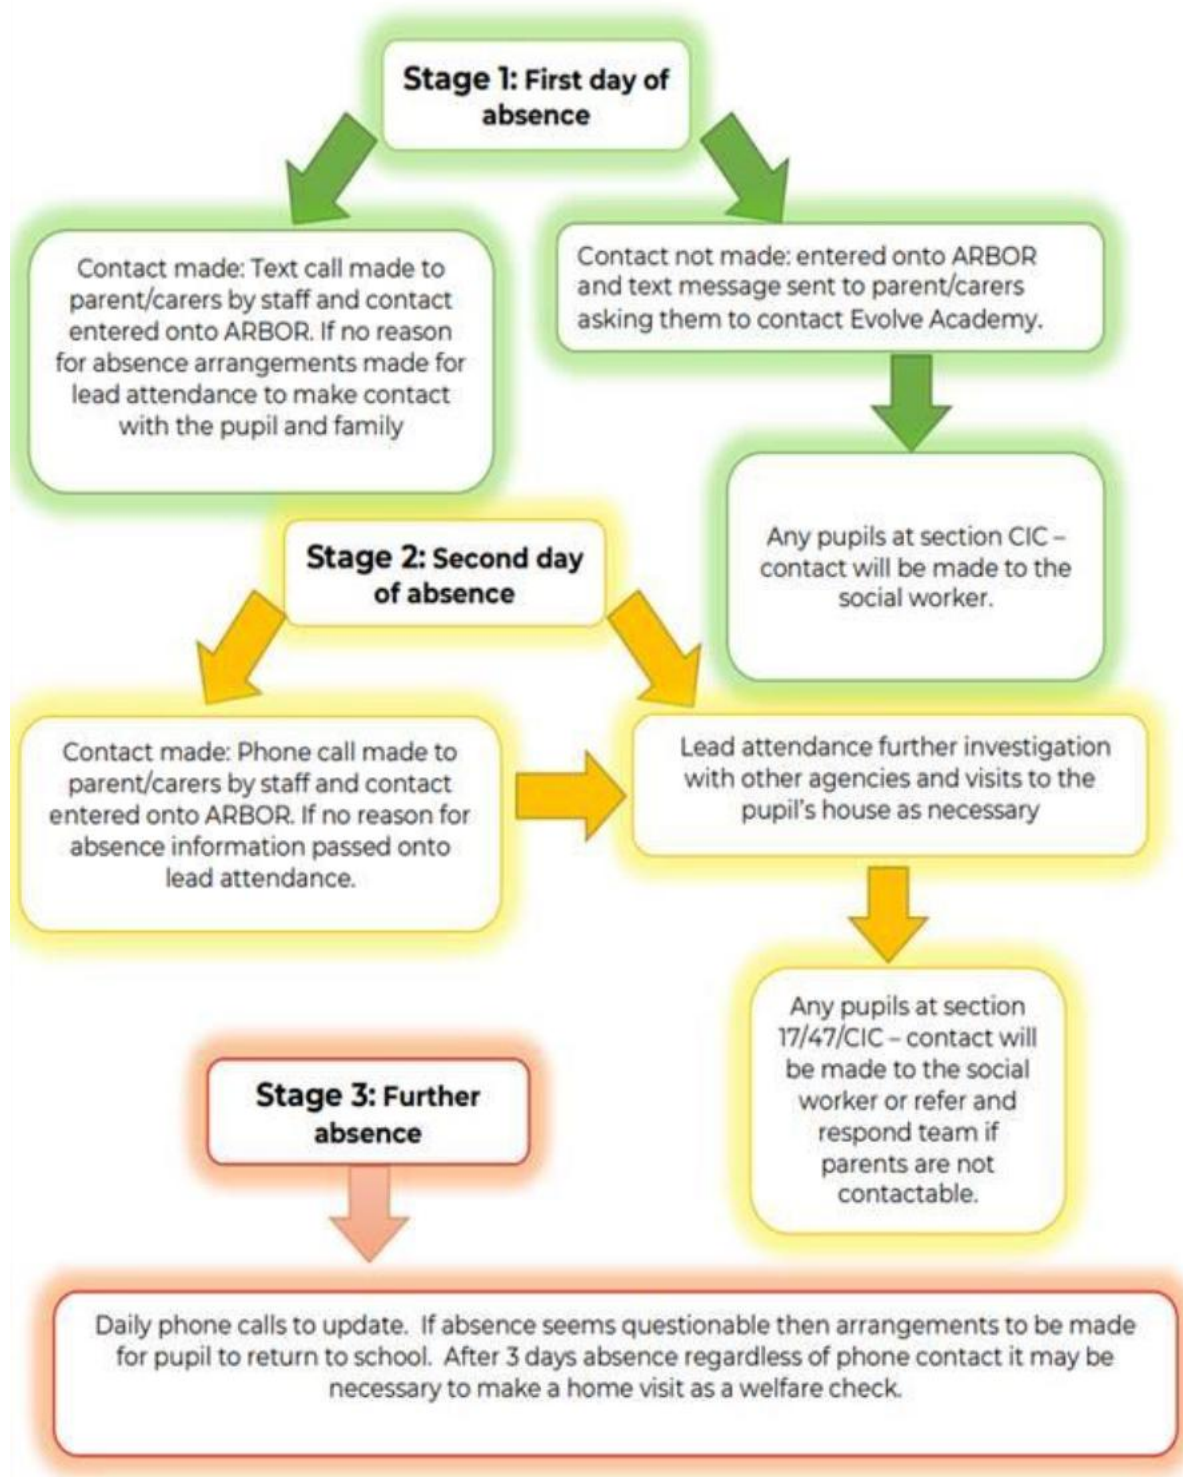 Stage 1: First day of
absence
Contact made: Text call made to
parent/carers by staff and contact
entered onto ARBOR. If no reason
for absence arrangements made for
lead attendance to make contact
with the pupil and family
Contact not made: entered onto ARBOR
and text message sent to parent/carers
asking them to contact Evolve Academy.
Any pupils at section CIC –
contact will be made to the
social worker.
Stage 2: Second day
of absence
Contact made: Phone call made to
parent/carers by staff and contact
entered onto ARBOR. If no reason for
absence information passed onto
lead attendance.
Lead attendance further investigation
with other agencies and visits to the
pupil's house as necessary
Any pupils at section
17/47/CIC – contact will
be made to the social
worker or refer and
respond team if
parents are not
contactable.
Stage 3: Further
absence
Daily phone calls to update. If absence seems questionable then arrangements to be made
for pupil to return to school. After 3 days absence regardless of phone contact it may be
necessary to make a home visit as a welfare check.